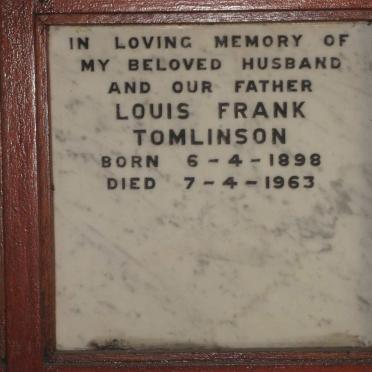 IN LOVING MEMORY OF
MY BELOVED HUSBAND
AND OUR FATHER
LOUIS FRANK
TOMLINSON
BORN 6-4-1898
DIED 7-4-1963